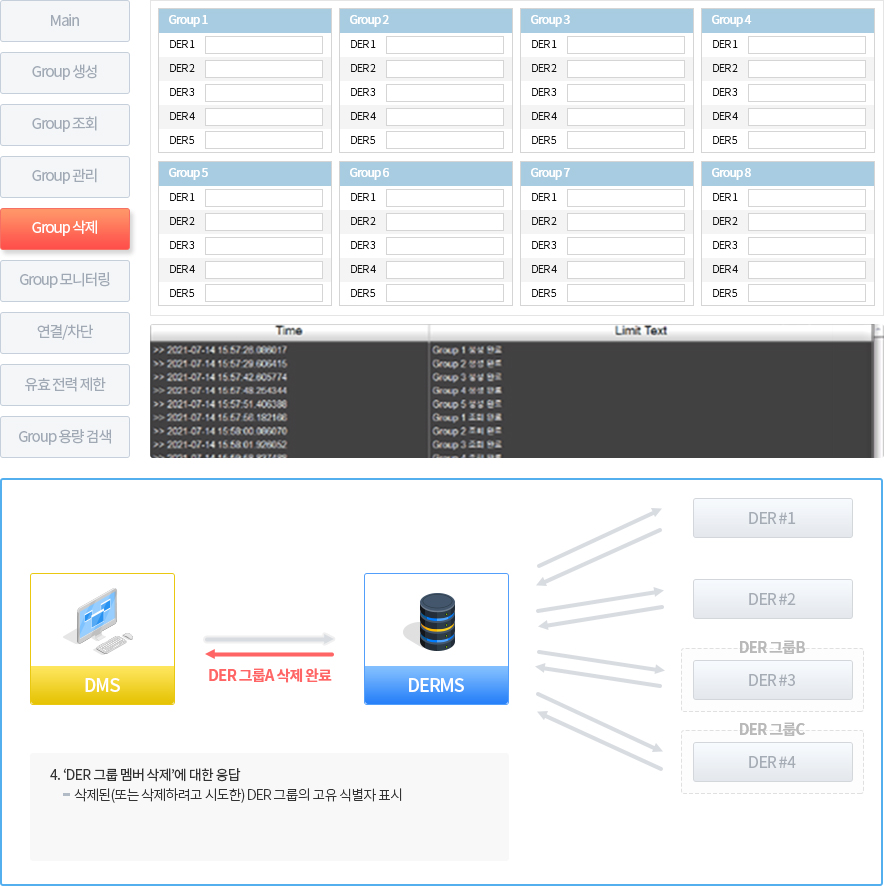 Main
Group 생성
Group 조회
Group 관리
Group 삭제
Group 모니터링
연결/차단
유효 전력 제한
Group 용량 검색
Group 1
DER1
DER2
DER3
DER4
DER5
Group 2
DER1
DER2
DER3
DER4
DER5
Group 3
DER1
DER2
DER3
DER4
DER5
Group 4
DER1
DER2
DER3
DER4
DER5
Group 5
DER1
DER2
DER3
DER4
DER5
Group 6
DER1
DER2
DER3
DER4
DER5
Group 7
DER1
DER2
DER3
DER4
DER5
Group 8
DER1
DER2
DER3
DER4
DER5
Time Limit Text
>> 2021-07-14 15:57:26.086017 Group 1 생성 완료
>> 2021-07-14 15:57:29.606415 Group 2 생성 완료
>> 2021-07-14 15:57:42.605774 Group 3 생성 완료
>> 2021-07-14 15:57:48.254344 Group 4 생성 완료
>> 2021-07-14 15:57:51.406388 Group 5 생성 완료
>> 2021-07-14 15:57:56.182166 Group 1 조회 완료
>> 2021-07-14 15:58:00.086070 Group 2 조회 완료
>> 2021-07-14 15:58:01.926052 Group 3 조회 완료
DMS
DER 그룹A 삭제 완료
DERMS
DER #1
DER #2
DER 그룹B
DER #3
DER 그룹C
DER #4
4. ‘DER 그룹 멤버 삭제’에 대한 응답
– 삭제된(또는 삭제하려고 시도한) DER 그룹의 고유 식별자 표시